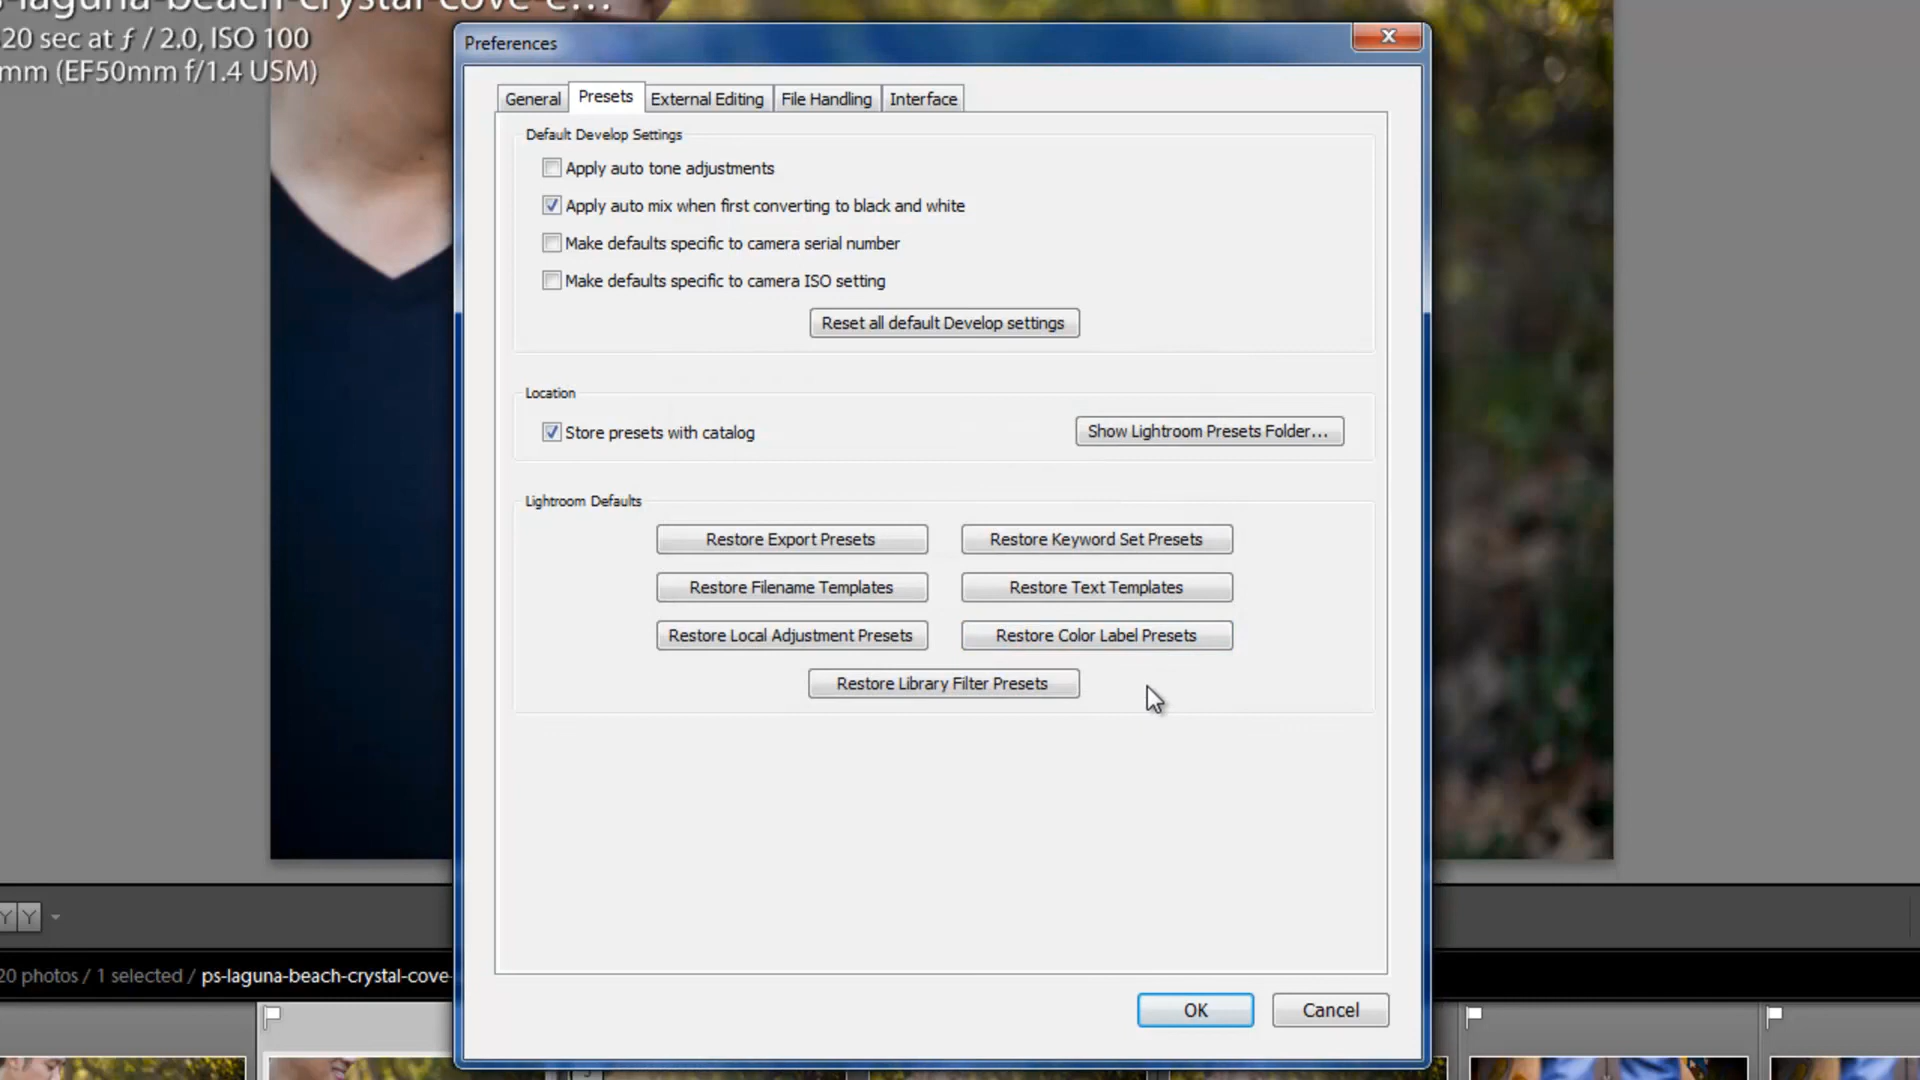 s-laguna-beach-crystal-cove-e...
20 sec at ƒ / 2.0, ISO 100
mm (EF50mm f/1.4 USM)
Preferences
General
Presets
External Editing
File Handling
Interface
Default Develop Settings
Apply auto tone adjustments
Apply auto mix when first converting to black and white
Make defaults specific to camera serial number
Make defaults specific to camera ISO setting
Reset all default Develop settings
Location
Store presets with catalog
Show Lightroom Presets Folder...
Lightroom Defaults
Restore Export Presets
Restore Keyword Set Presets
Restore Filename Templates
Restore Text Templates
Restore Local Adjustment Presets
Restore Color Label Presets
Restore Library Filter Presets
Y Y
20 photos / 1 selected / ps-laguna-beach-crystal-cove-
OK
Cancel